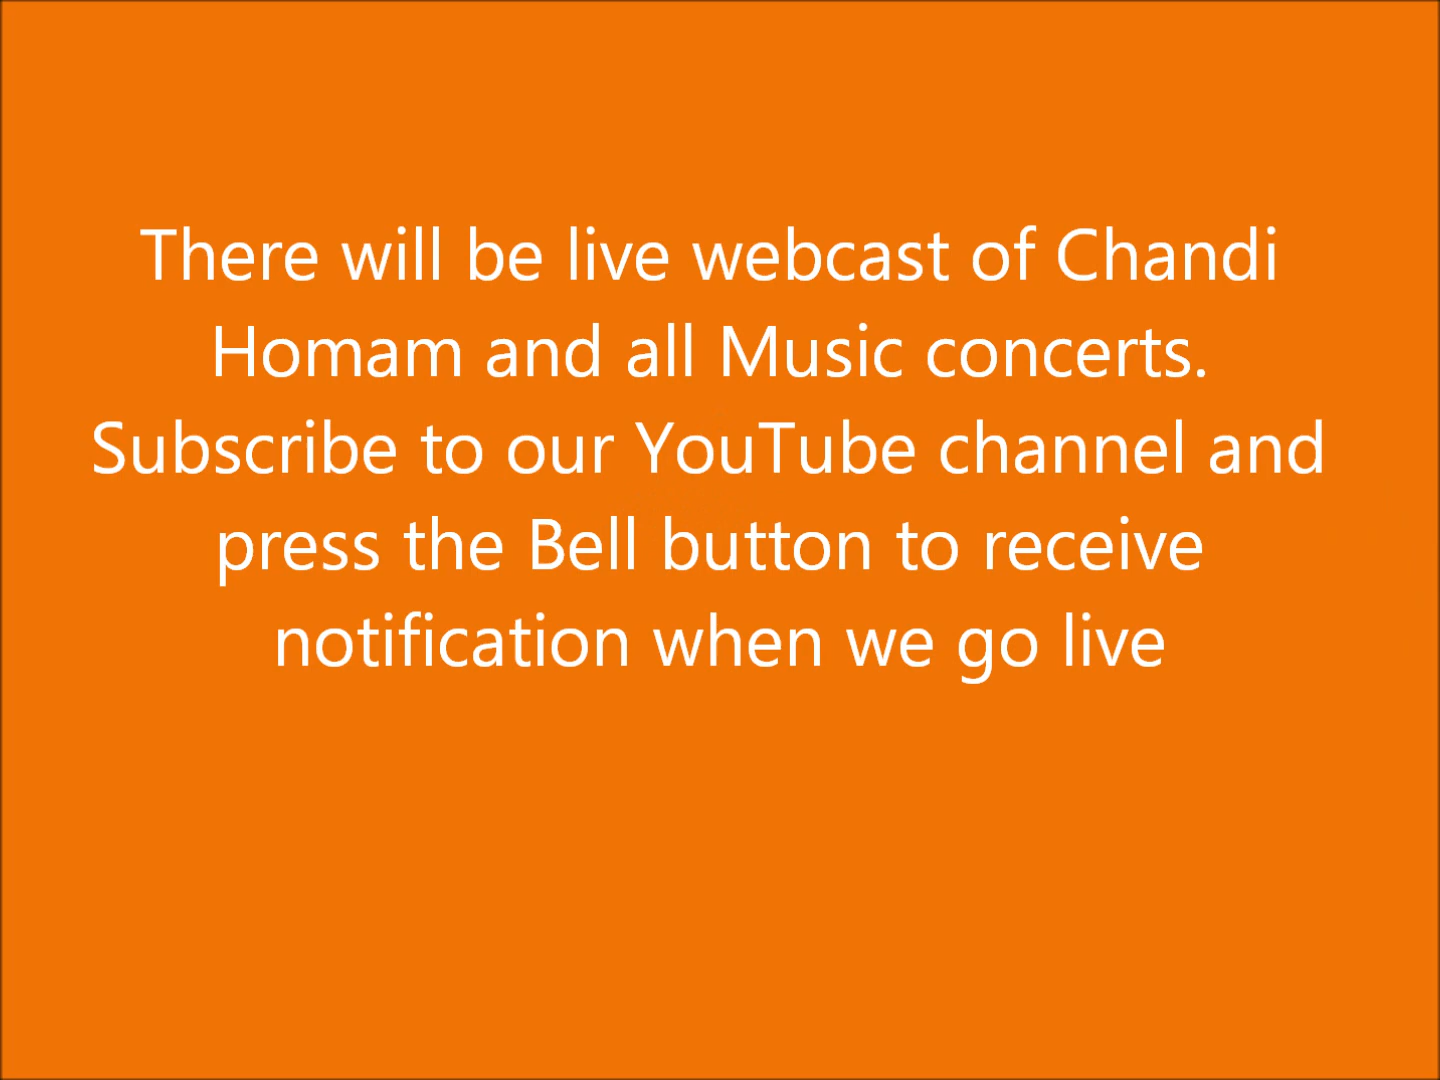 There will be live webcast of Chandi
Homam and all Music concerts.
Subscribe to our YouTube channel and
press the Bell button to receive
notification when we go live